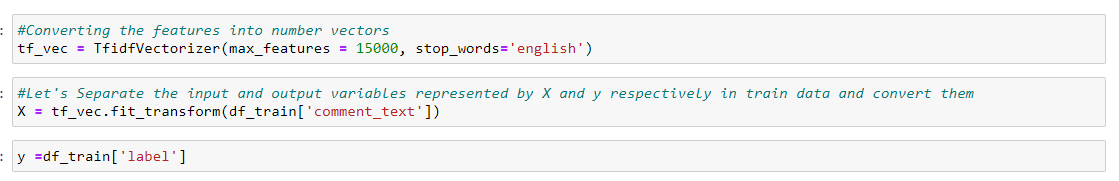 #Converting the features into number vectors
tf_vec = TfidfVectorizer(max_features = 15000, stop_words='english')
#Let's Separate the input and output variables represented by X and y respectively in train data and convert them
X = tf_vec.fit_transform(df_train['comment_text'])
y =df_train['label']